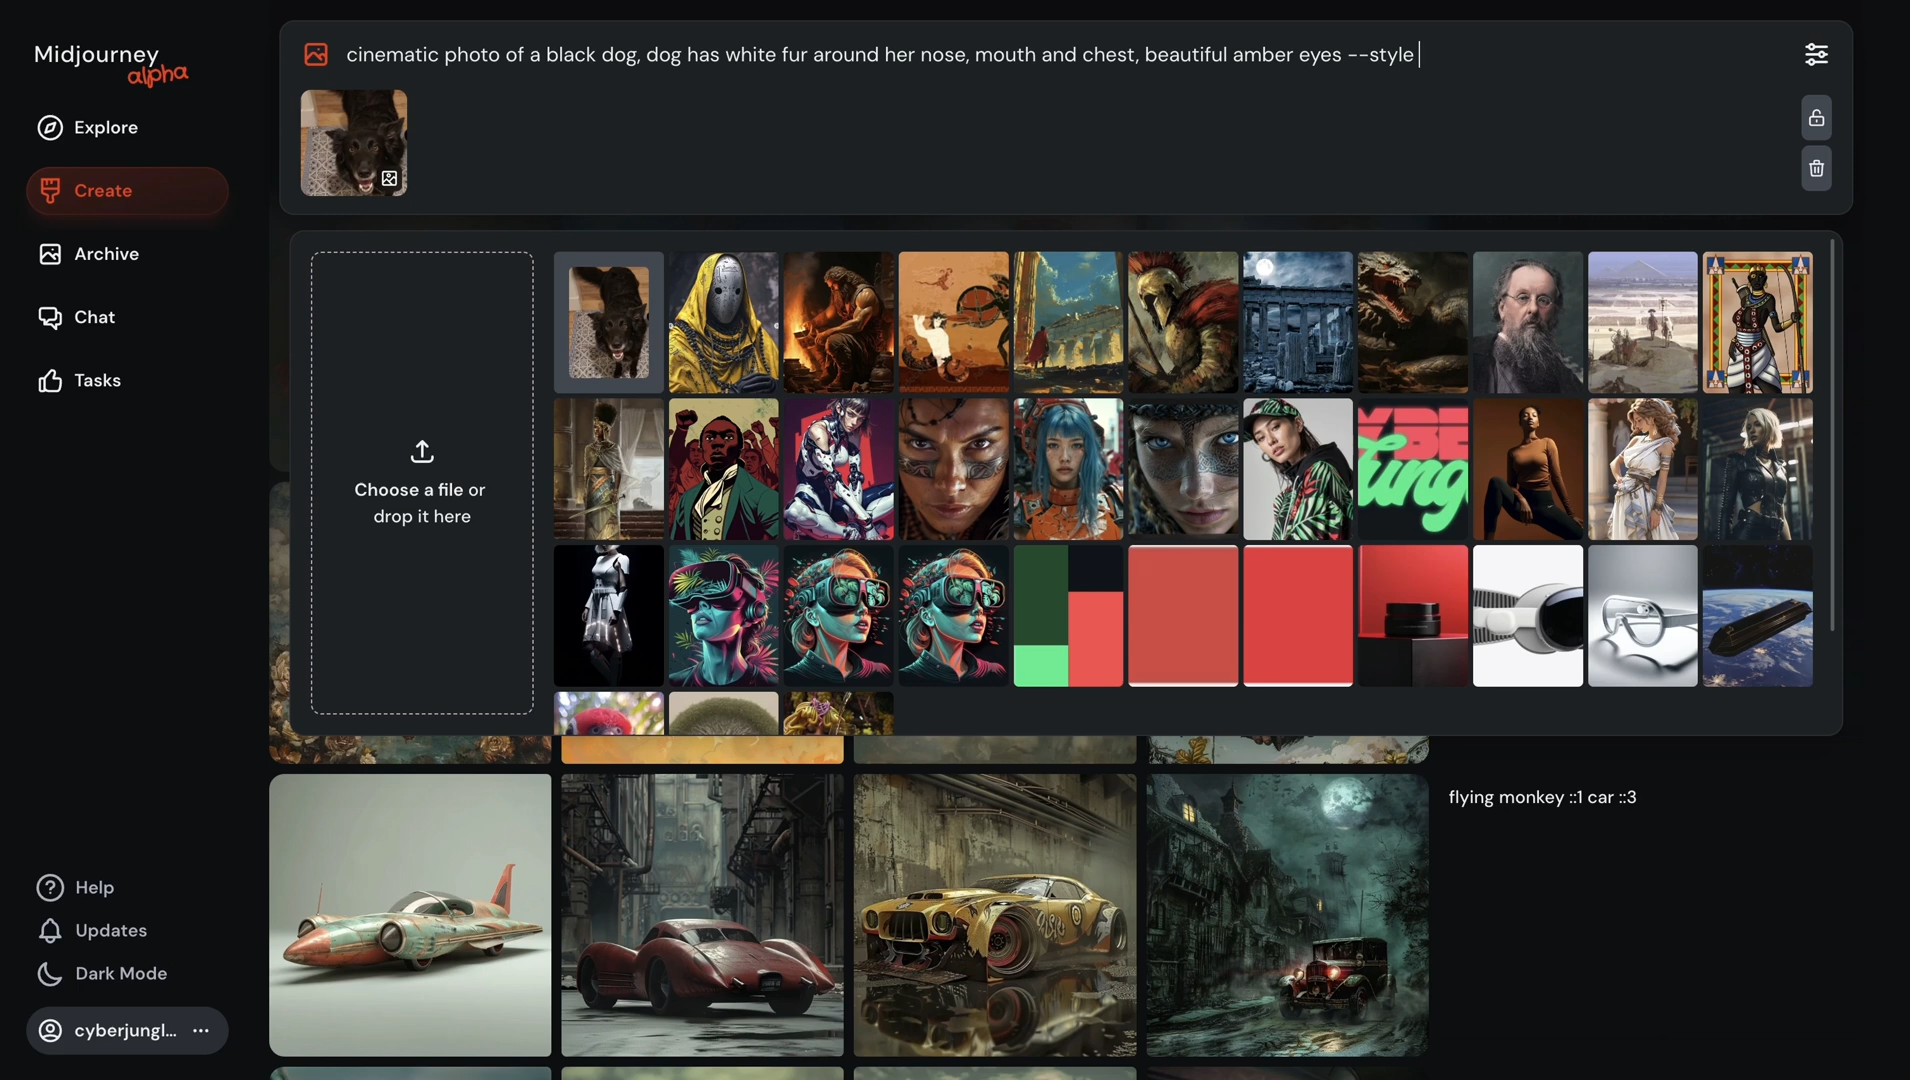 Midjourney
alpha
cinematic photo of a black dog, dog has white fur around her nose, mouth and chest, beautiful amber eyes --style
Explore
Create
Archive
Chat
Tasks
Choose a file or
drop it here
flying monkey ::1 car ::3
Help
Updates
Dark Mode
cyberjungl...